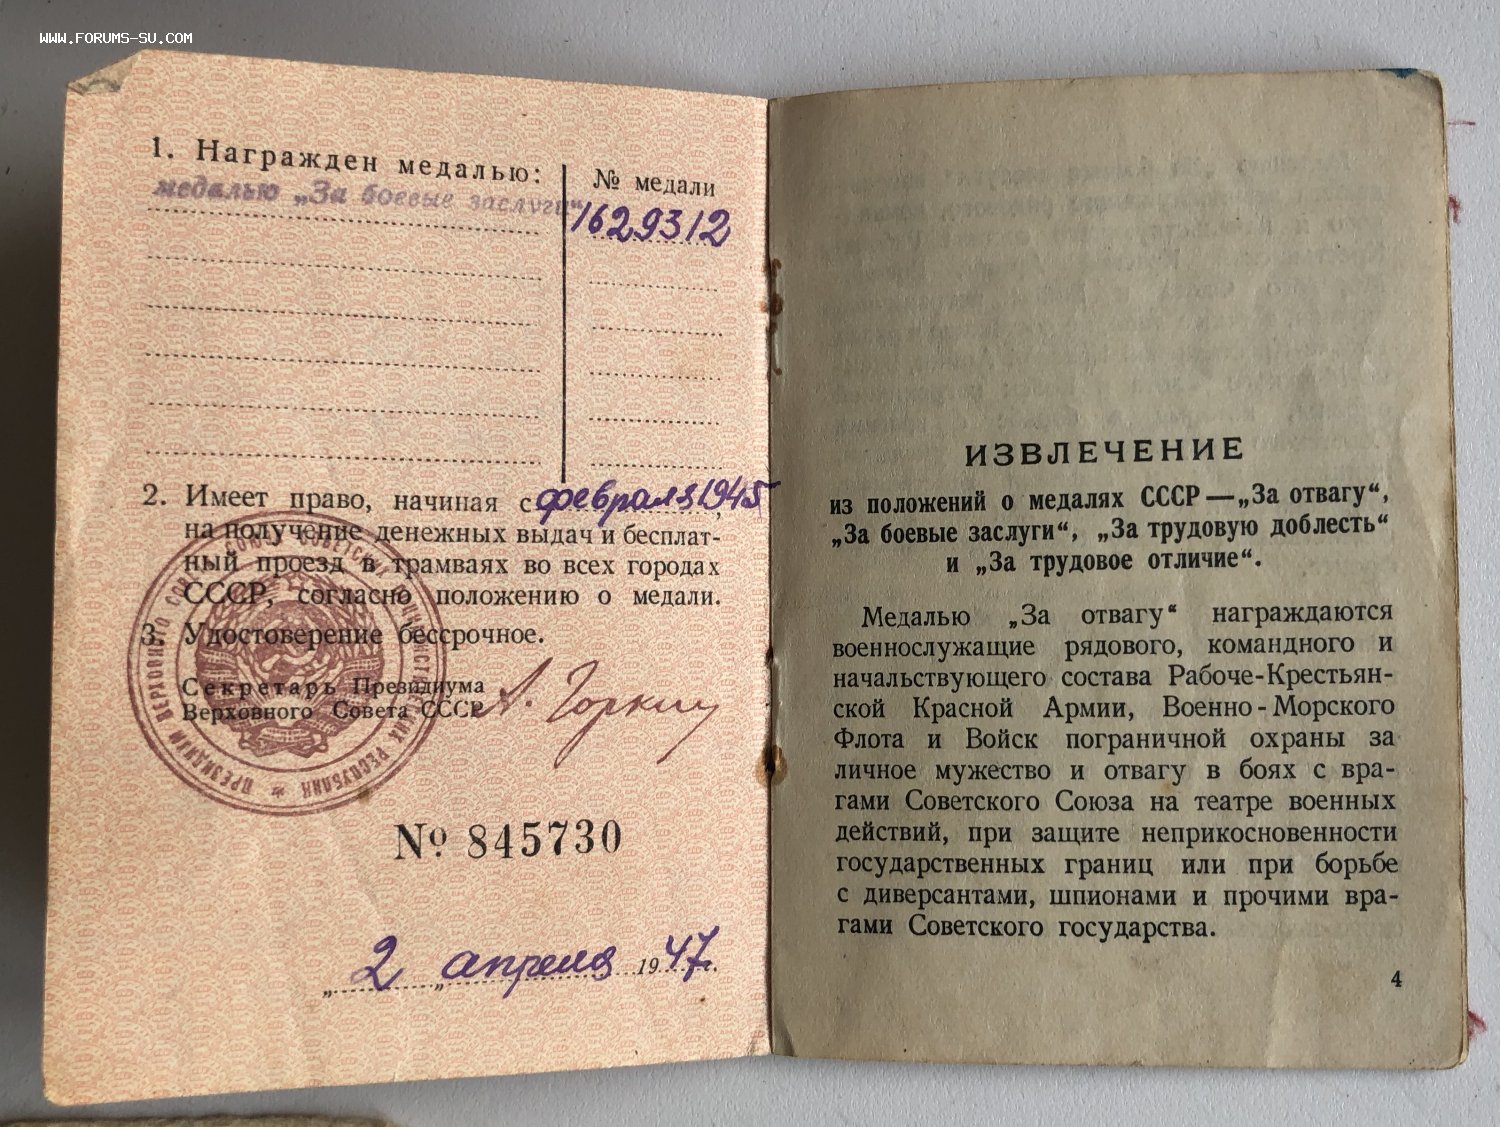 WWW.FORUMS-SU.COM
1. Награжден медалью:
№ медали
медалью „За боевые заслуги“
1629312
2. Имеет право, начиная с февраля 1945,
на получение денежных выдач и бесплат-
ный проезд в трамваях во всех городах
СССР, согласно положению о медали.
3. Удостоверение бессрочное.
Секретарь Президиума
Верховного Совета СССР
А. Горкин
№ 845730
„2“ апреля 1947 г.
ИЗВЛЕЧЕНИЕ
из положений о медалях СССР—„За отвагу“,
„За боевые заслуги“, „За трудовую доблесть“
и „За трудовое отличие“.
Медалью „За отвагу“ награждаются
военнослужащие рядового, командного и
начальствующего состава Рабоче-Крестьян-
ской Красной Армии, Военно-Морского
Флота и Войск пограничной охраны за
личное мужество и отвагу в боях с вра-
гами Советского Союза на театре военных
действий, при защите неприкосновенности
государственных границ или при борьбе
с диверсантами, шпионами и прочими вра-
гами Советского государства.
4